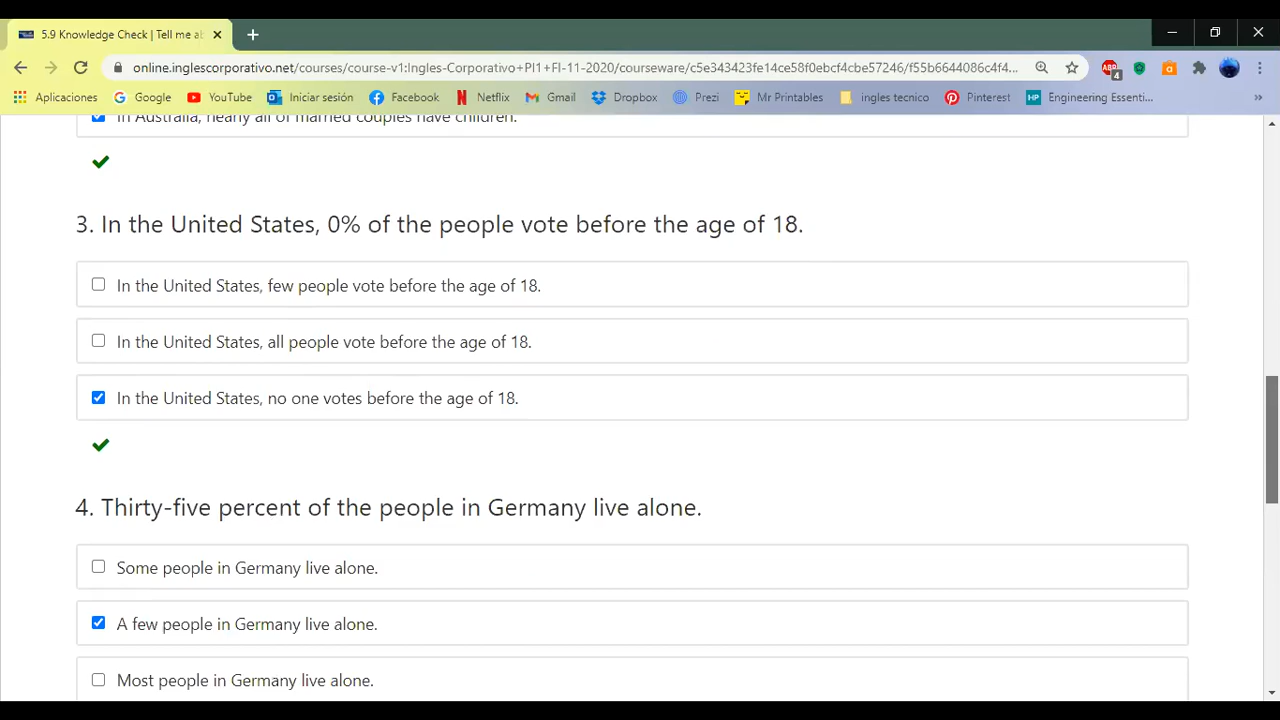 5.9 Knowledge Check | Tell me ab
online.inglescorporativo.net/courses/course-v1:Ingles-Corporativo+PI1+FI-11-2020/courseware/c5e343423fe14ce58f0ebcf4cbe57246/f55b6644086c4f4...
4
Aplicaciones Google YouTube Iniciar sesión Facebook Netflix Gmail Dropbox Prezi Mr Printables ingles tecnico Pinterest HP Engineering Essenti... »
In Australia, nearly all of married couples have children.
3. In the United States, 0% of the people vote before the age of 18.
In the United States, few people vote before the age of 18.
In the United States, all people vote before the age of 18.
In the United States, no one votes before the age of 18.
4. Thirty-five percent of the people in Germany live alone.
Some people in Germany live alone.
A few people in Germany live alone.
Most people in Germany live alone.